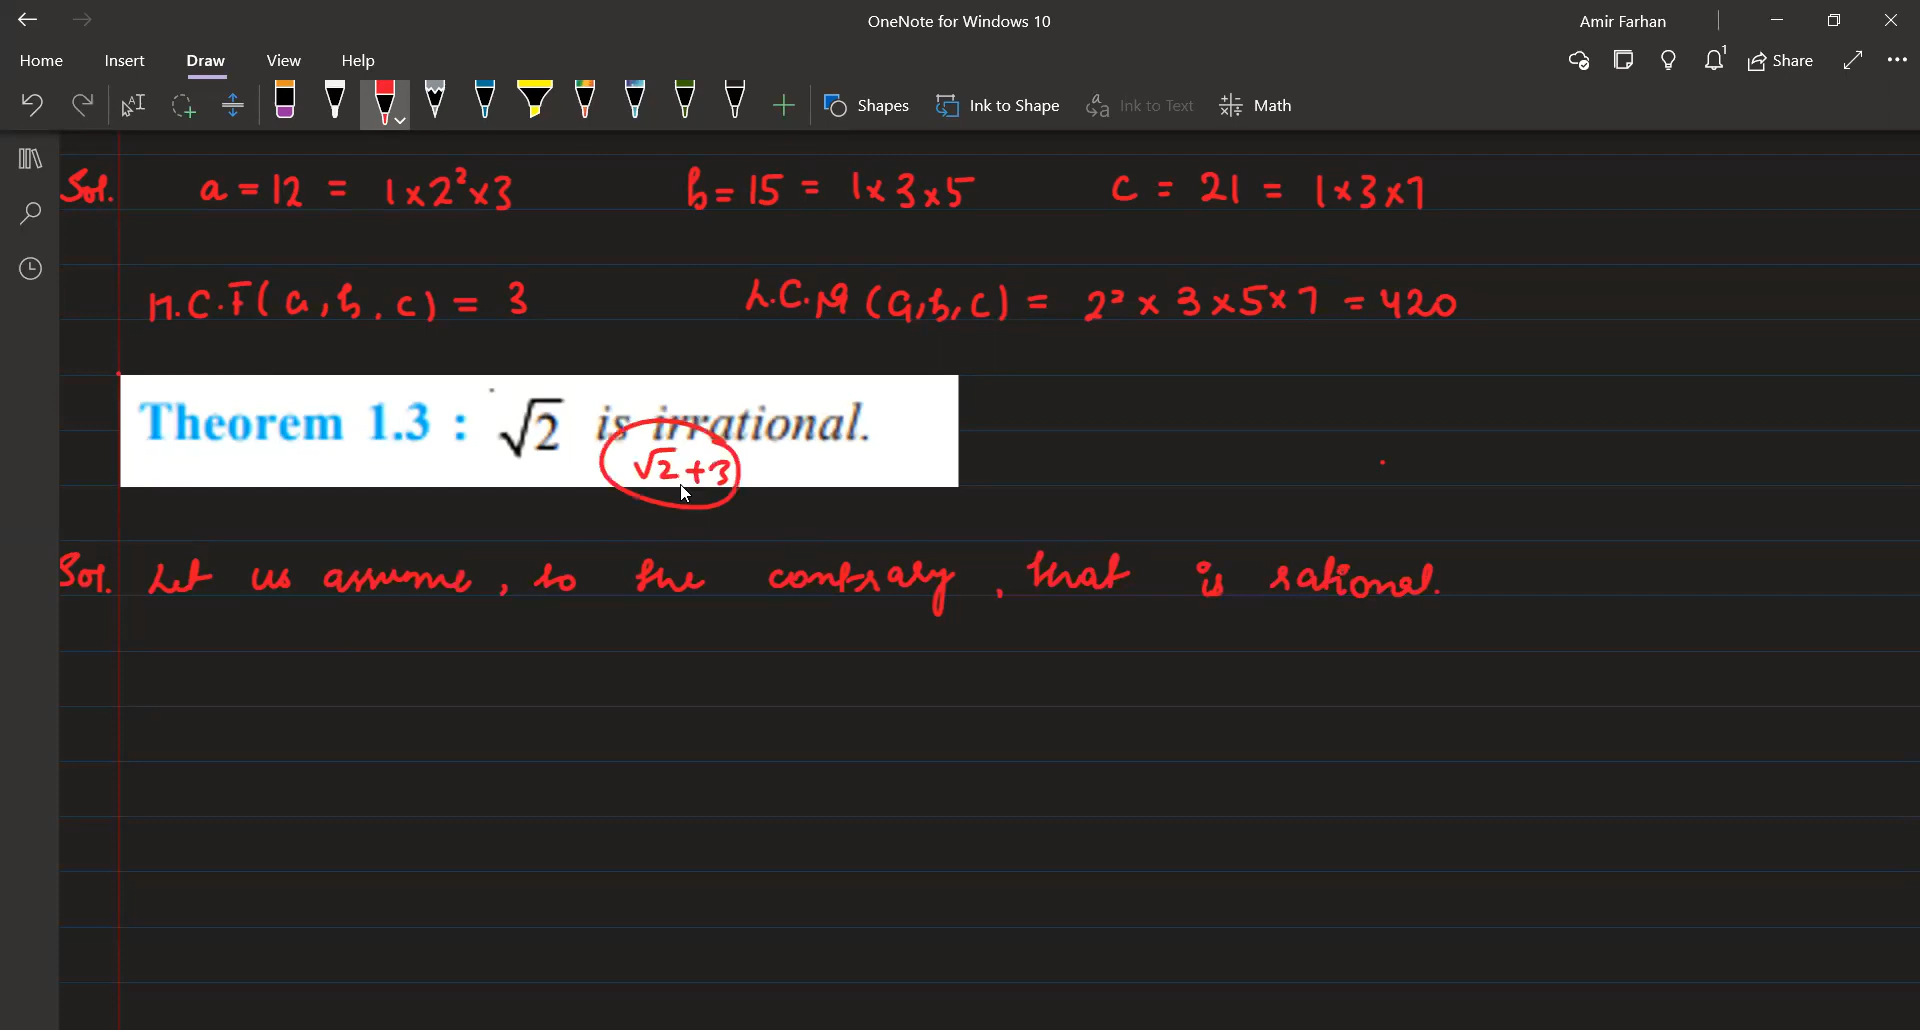 OneNote for Windows 10
Amir Farhan
Home Insert Draw View Help
1 Share
Shapes Ink to Shape Ink to Text Math
Sol. a = 12 = 1×2²×3 b = 15 = 1×3×5 c = 21 = 1×3×7
H.C.F(a,b,c) = 3 L.C.M(a,b,c) = 2² × 3 × 5 × 7 = 420
Theorem 1.3 : √2 is irrational.
√2+3
Sol. Let us assume, to the contrary, that is rational.